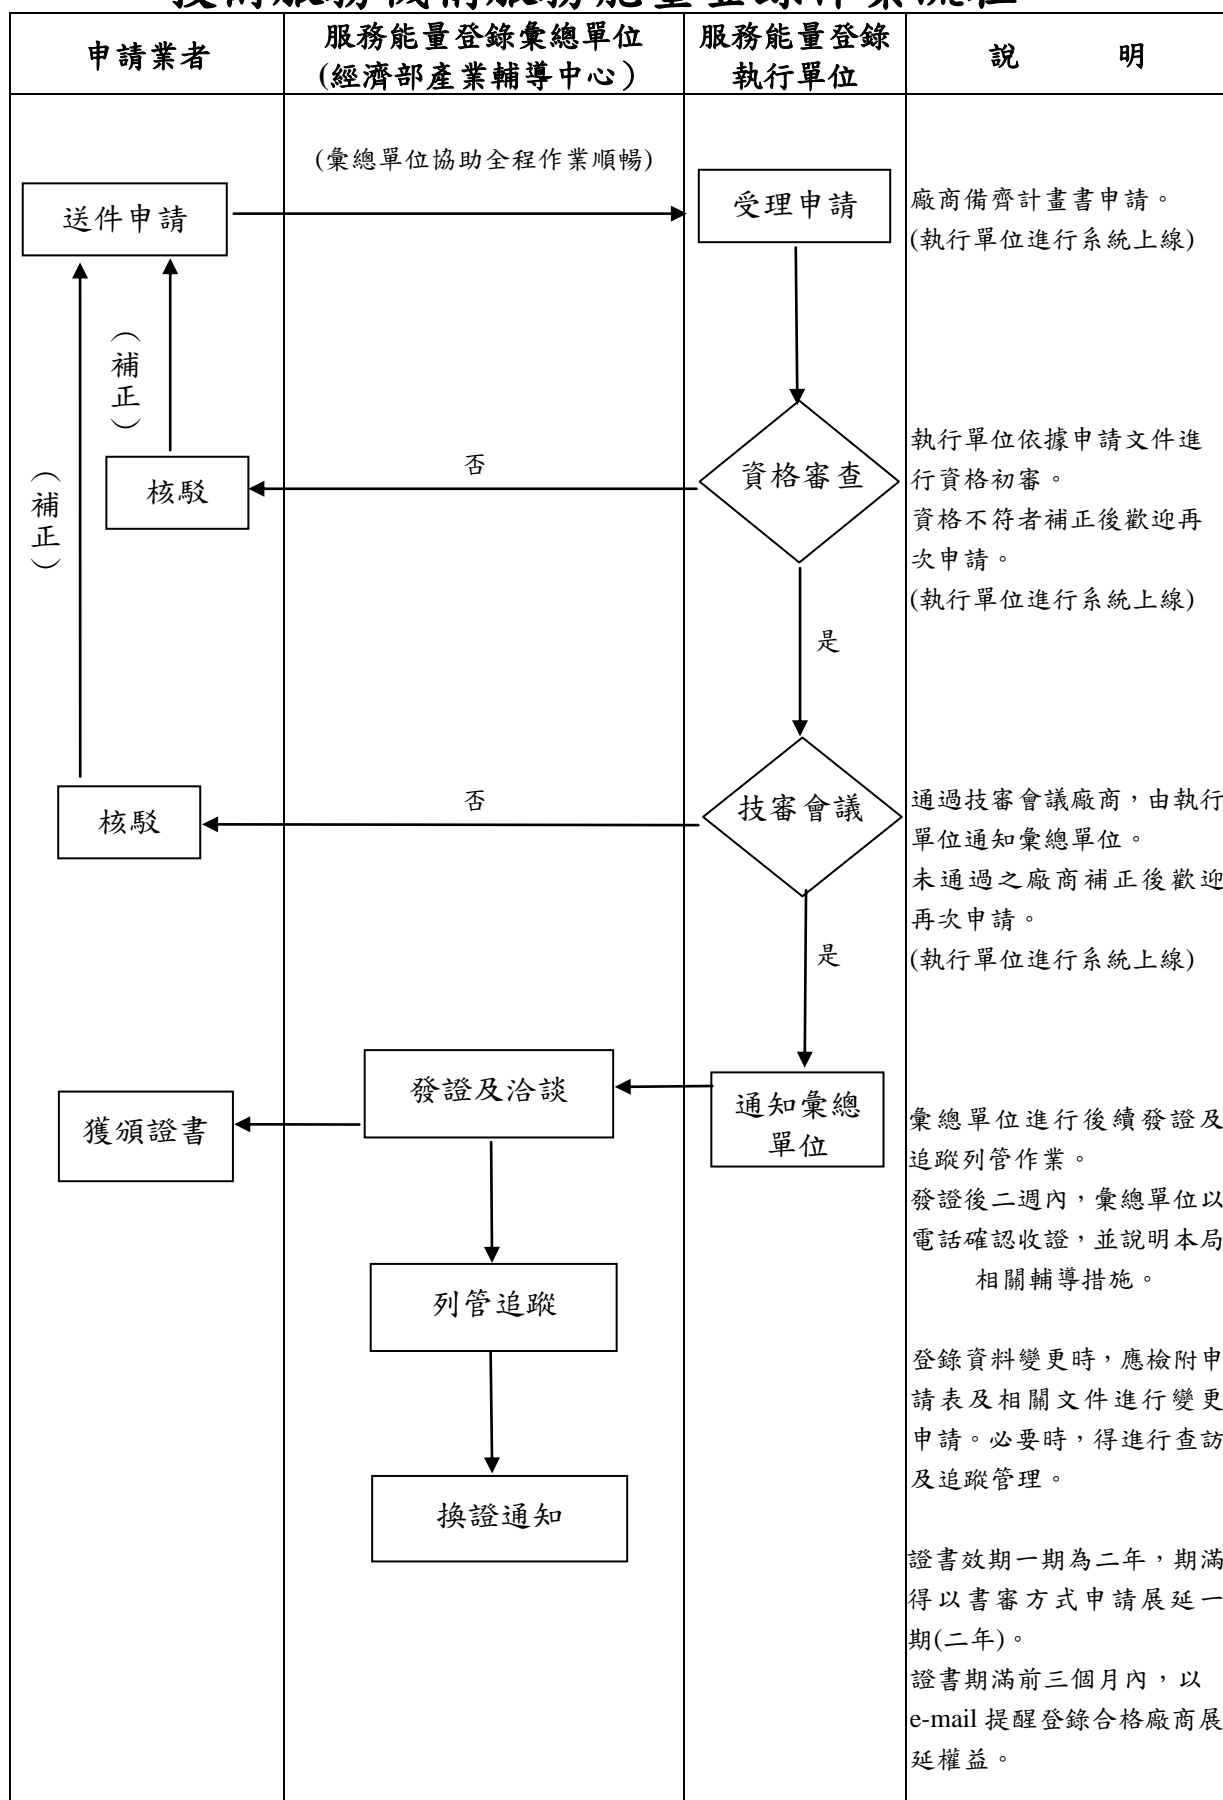 申請業者
服務能量登錄彙總單位
(經濟部產業輔導中心)
服務能量登錄
執行單位
說 明
(彙總單位協助全程作業順暢)
送件申請
受理申請
廠商備齊計畫書申請。
(執行單位進行系統上線)
(補正)
(補正)
核駁
否
資格審查
執行單位依據申請文件進
行資格初審。
資格不符者補正後歡迎再
次申請。
(執行單位進行系統上線)
是
核駁
否
技審會議
通過技審會議廠商，由執行
單位通知彙總單位。
未通過之廠商補正後歡迎
再次申請。
(執行單位進行系統上線)
是
獲頒證書
發證及洽談
通知彙總
單位
彙總單位進行後續發證及
追蹤列管作業。
發證後二週內，彙總單位以
電話確認收證，並說明本局
相關輔導措施。
列管追蹤
登錄資料變更時，應檢附申
請表及相關文件進行變更
申請。必要時，得進行查訪
及追蹤管理。
換證通知
證書效期一期為二年，期滿
得以書審方式申請展延一
期(二年)。
證書期滿前三個月內，以
e-mail 提醒登錄合格廠商展
延權益。